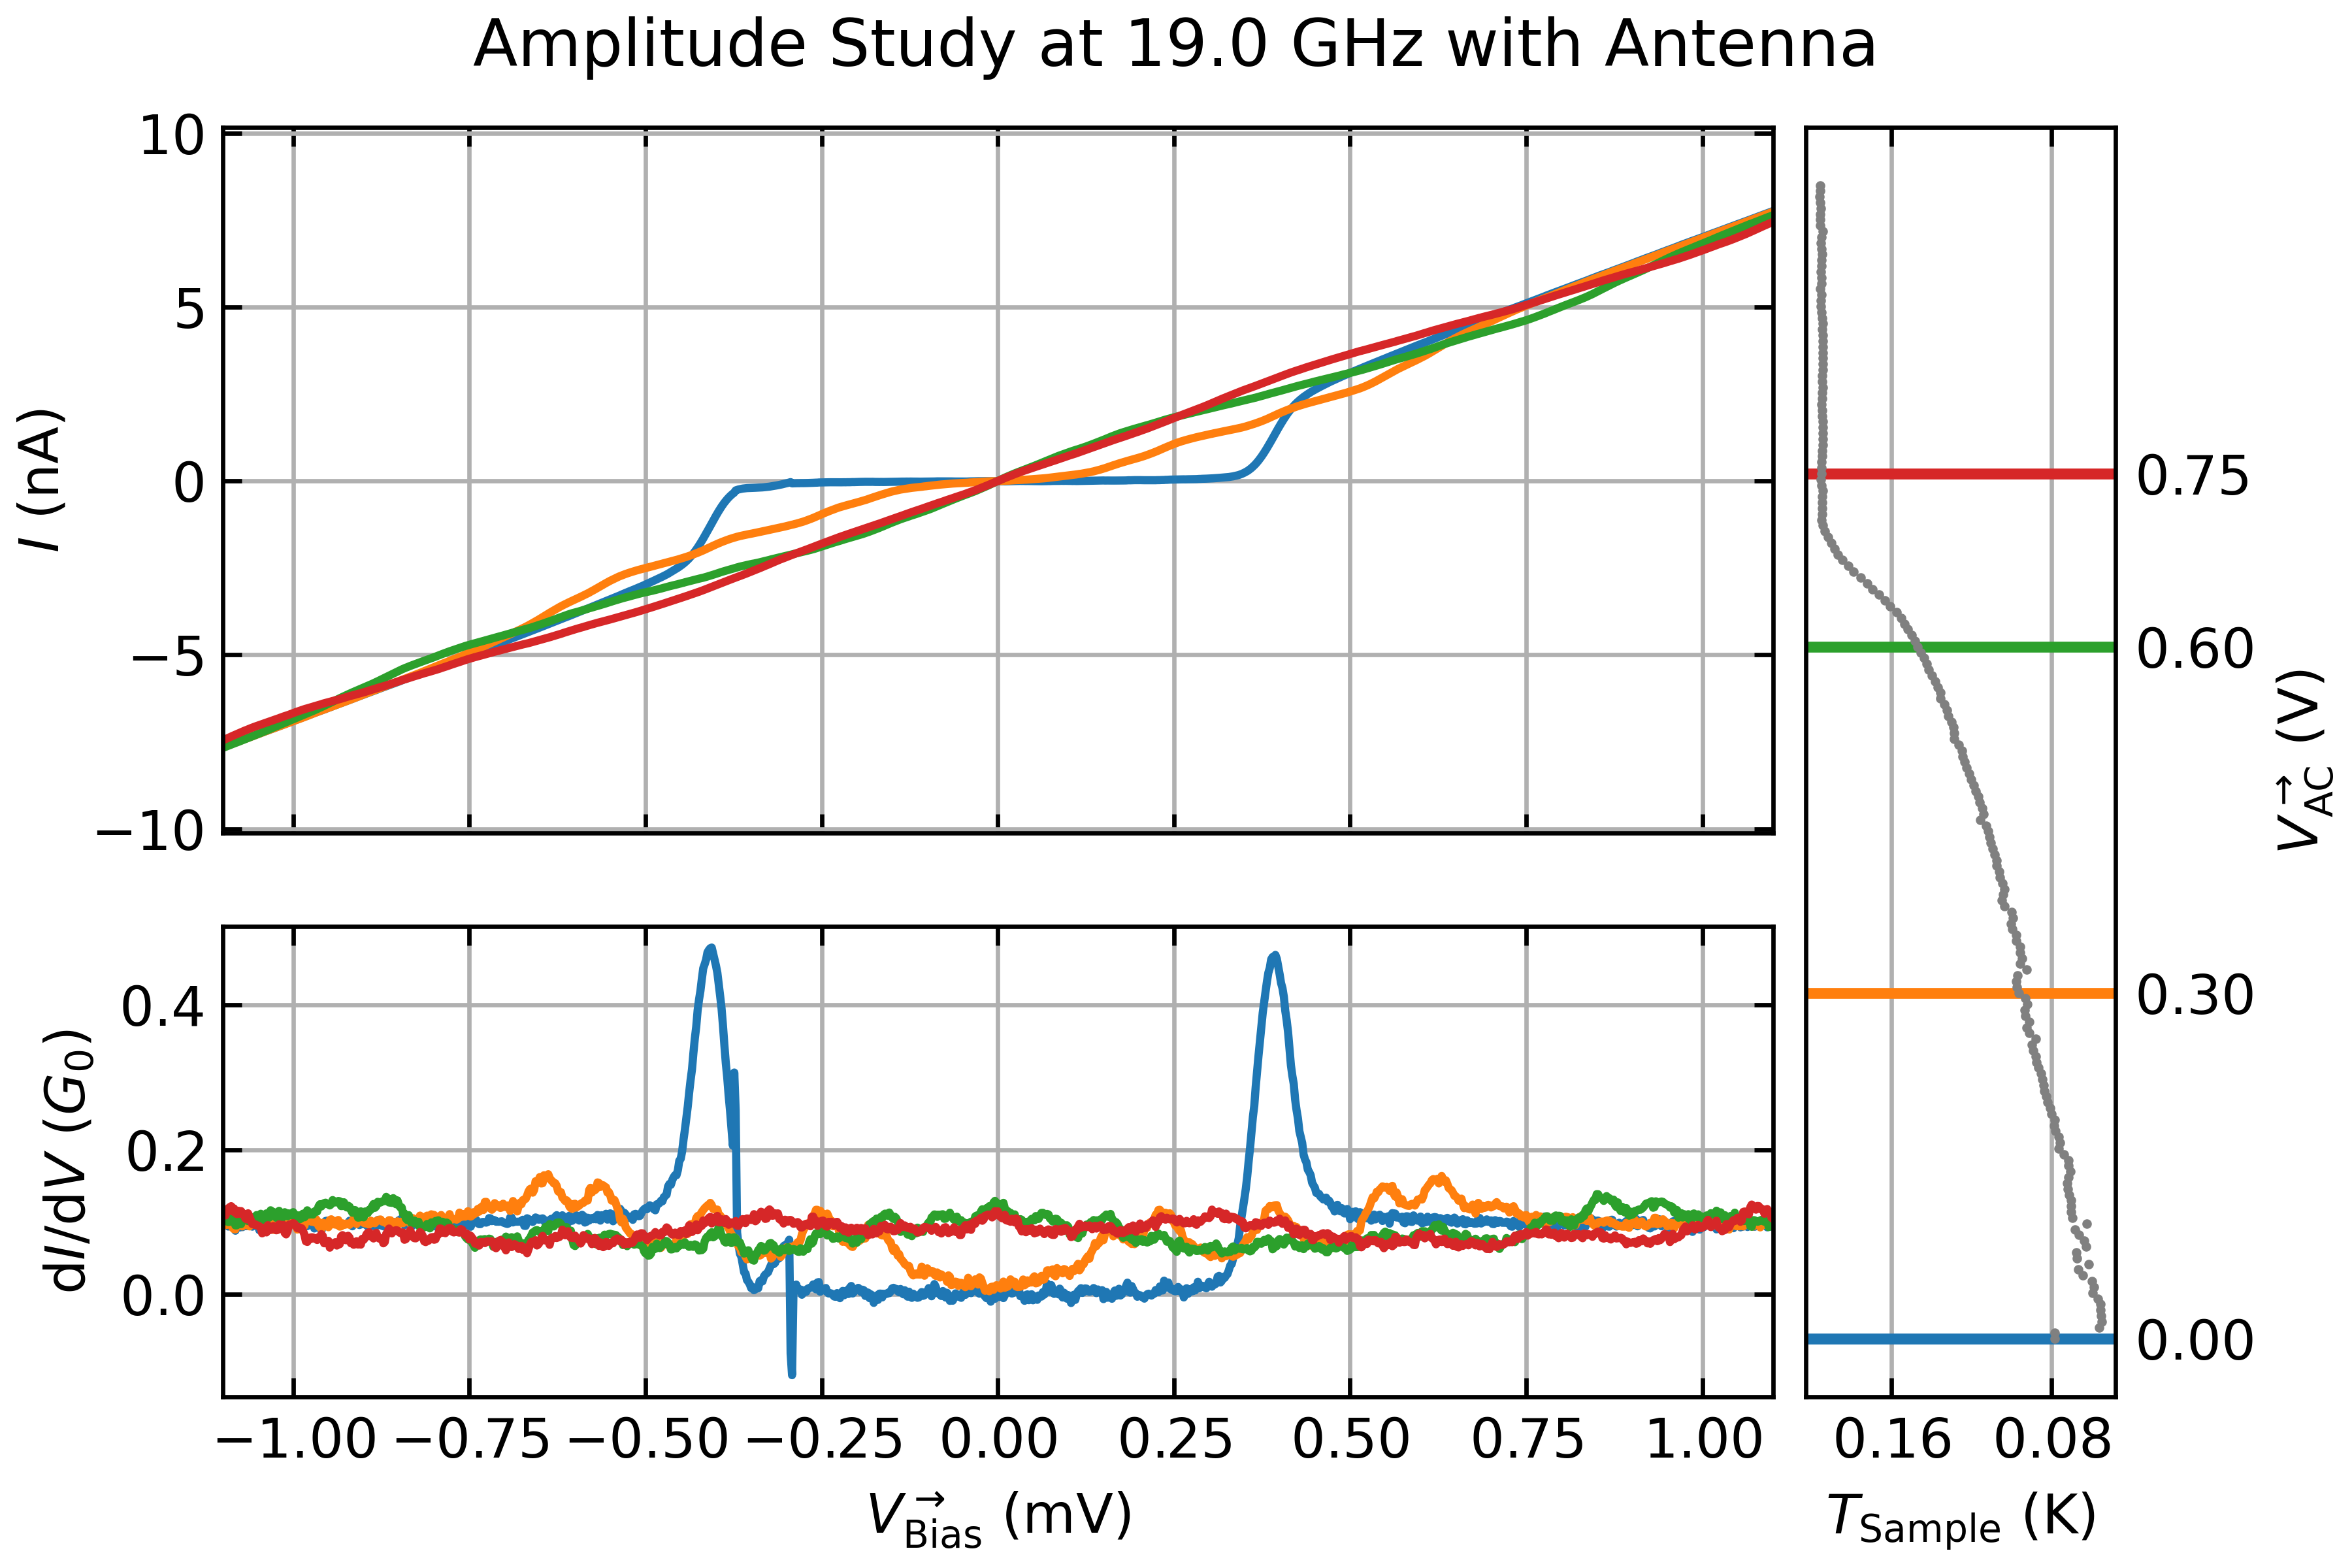 Amplitude Study at 19.0 GHz with Antenna
10
5
0
−5
−10
I (nA)
0.4
0.2
0.0
dI/dV (G₀)
−1.00 −0.75 −0.50 −0.25 0.00 0.25 0.50 0.75 1.00
V→Bias (mV)
0.75
0.60
0.30
0.00
V→AC (V)
0.16 0.08
TSample (K)